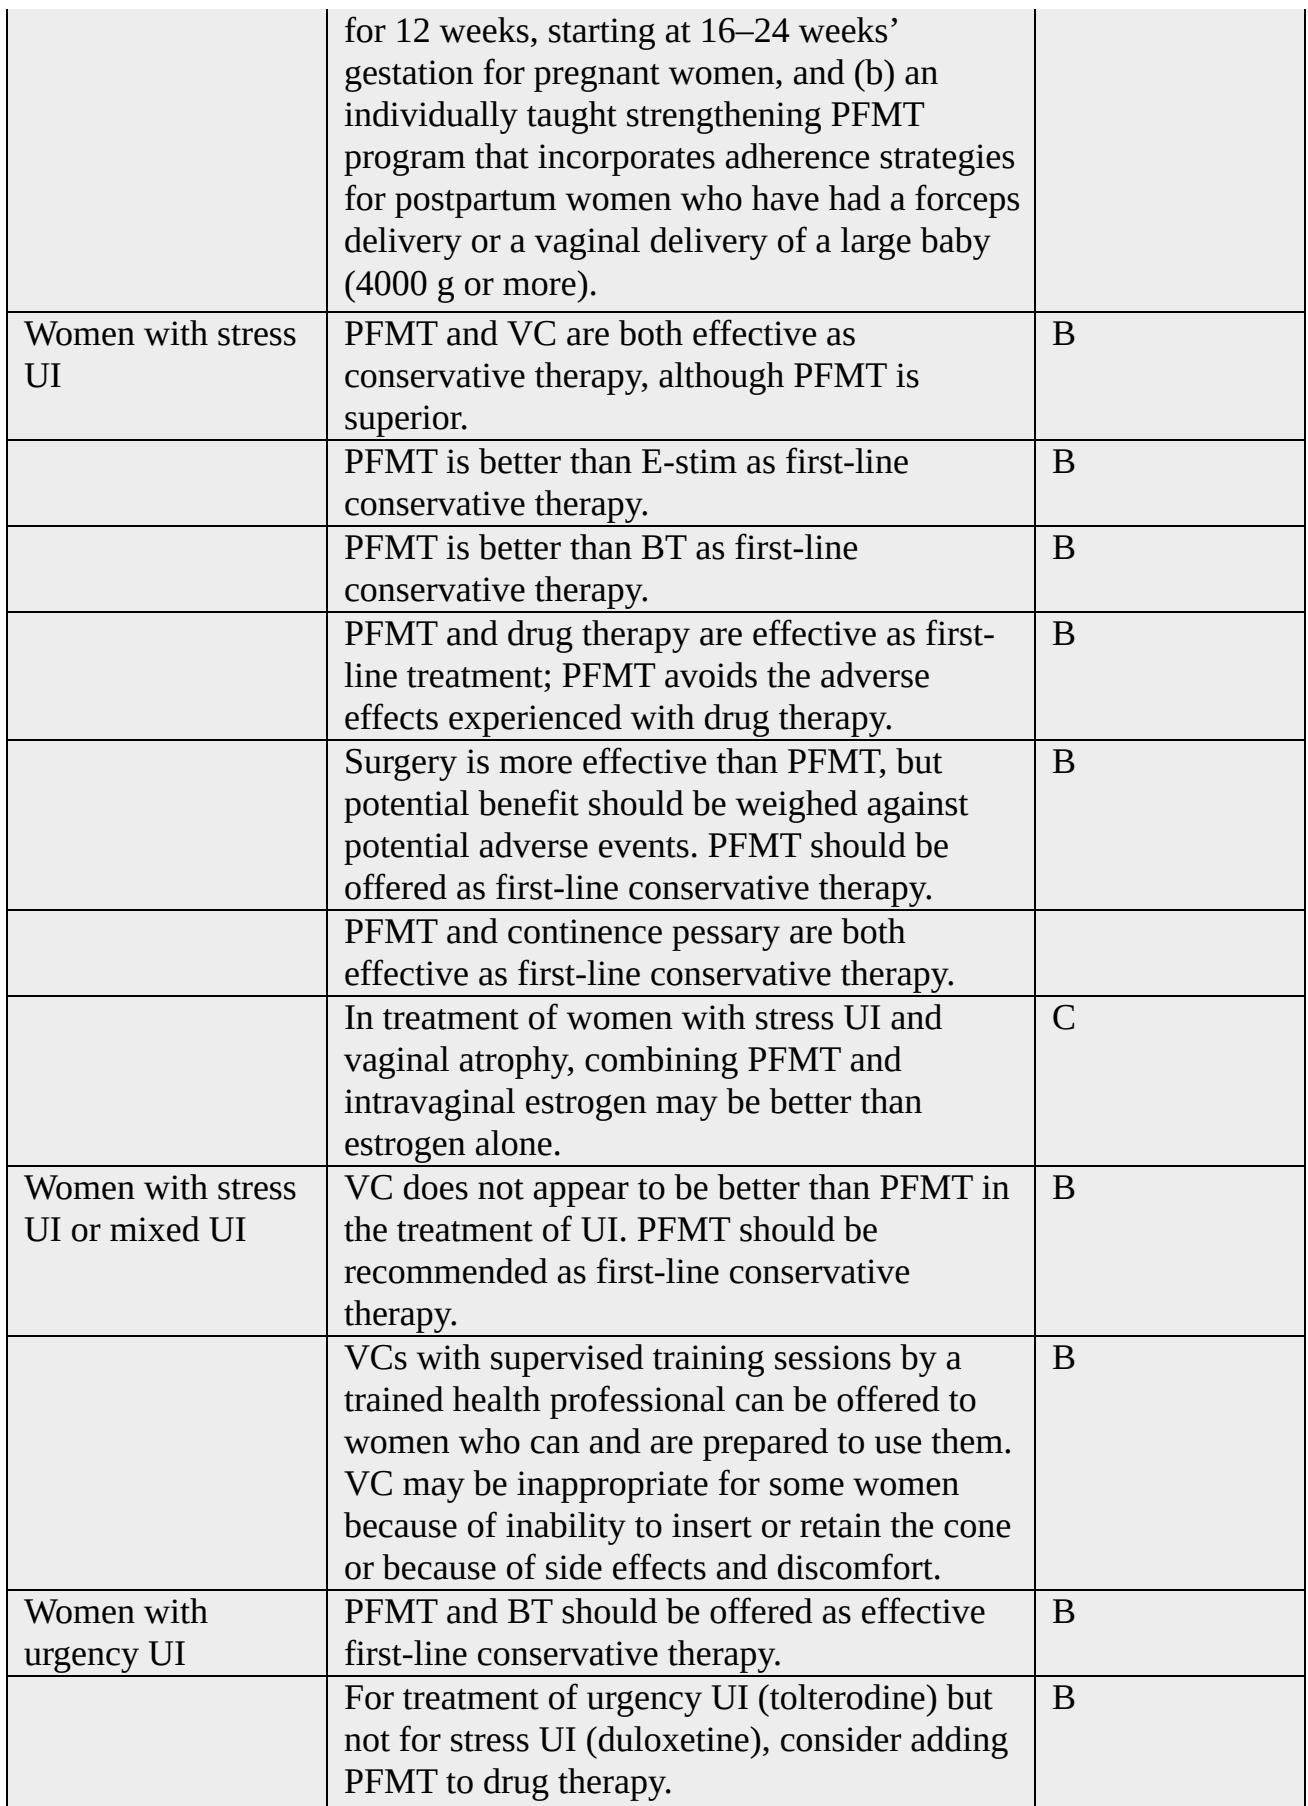 for 12 weeks, starting at 16–24 weeks’
gestation for pregnant women, and (b) an
individually taught strengthening PFMT
program that incorporates adherence strategies
for postpartum women who have had a forceps
delivery or a vaginal delivery of a large baby
(4000 g or more).
Women with stress
UI
PFMT and VC are both effective as
conservative therapy, although PFMT is
superior.
B
PFMT is better than E-stim as first-line
conservative therapy.
B
PFMT is better than BT as first-line
conservative therapy.
B
PFMT and drug therapy are effective as first-
line treatment; PFMT avoids the adverse
effects experienced with drug therapy.
B
Surgery is more effective than PFMT, but
potential benefit should be weighed against
potential adverse events. PFMT should be
offered as first-line conservative therapy.
B
PFMT and continence pessary are both
effective as first-line conservative therapy.
In treatment of women with stress UI and
vaginal atrophy, combining PFMT and
intravaginal estrogen may be better than
estrogen alone.
C
Women with stress
UI or mixed UI
VC does not appear to be better than PFMT in
the treatment of UI. PFMT should be
recommended as first-line conservative
therapy.
B
VCs with supervised training sessions by a
trained health professional can be offered to
women who can and are prepared to use them.
VC may be inappropriate for some women
because of inability to insert or retain the cone
or because of side effects and discomfort.
B
Women with
urgency UI
PFMT and BT should be offered as effective
first-line conservative therapy.
B
For treatment of urgency UI (tolterodine) but
not for stress UI (duloxetine), consider adding
PFMT to drug therapy.
B